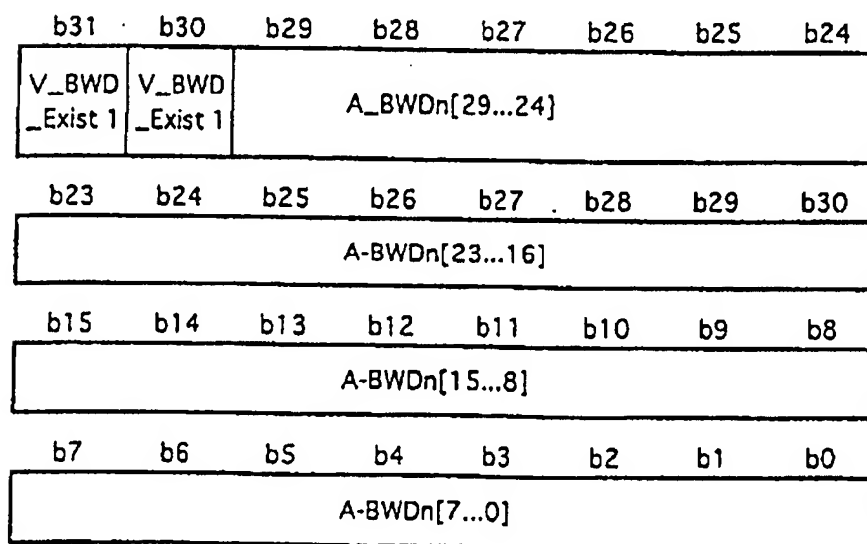 b31 b30 b29 b28 b27 b26 b25 b24
V_BWD V_BWD
_Exist 1 _Exist 1
A_BWDn[29...24]
b23 b24 b25 b26 b27 b28 b29 b30
A-BWDn[23...16]
b15 b14 b13 b12 b11 b10 b9 b8
A-BWDn[15...8]
b7 b6 b5 b4 b3 b2 b1 b0
A-BWDn[7...0]